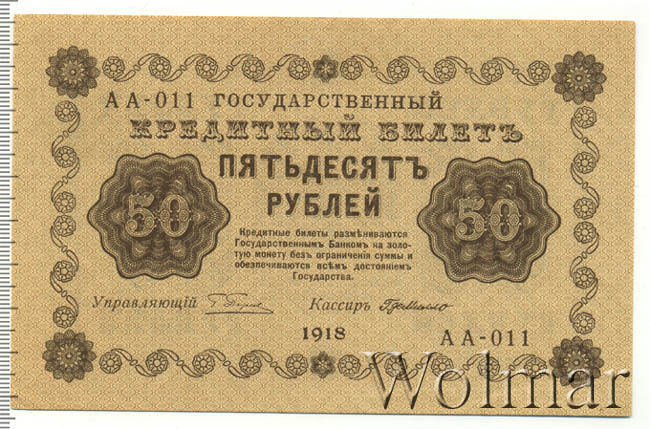 АА-011 ГОСУДАРСТВЕННЫЙ
КРЕДИТНЫЙ БИЛЕТЪ
ПЯТЬДЕСЯТЪ
РУБЛЕЙ
50
50
Кредитные билеты размѣниваются
Государственнымъ Банкомъ на золо-
тую монету безъ ограниченія суммы и
обезпечиваются всѣмъ достояніемъ
Государства.
Управляющій
Кассиръ
1918
АА-011
Wolmar